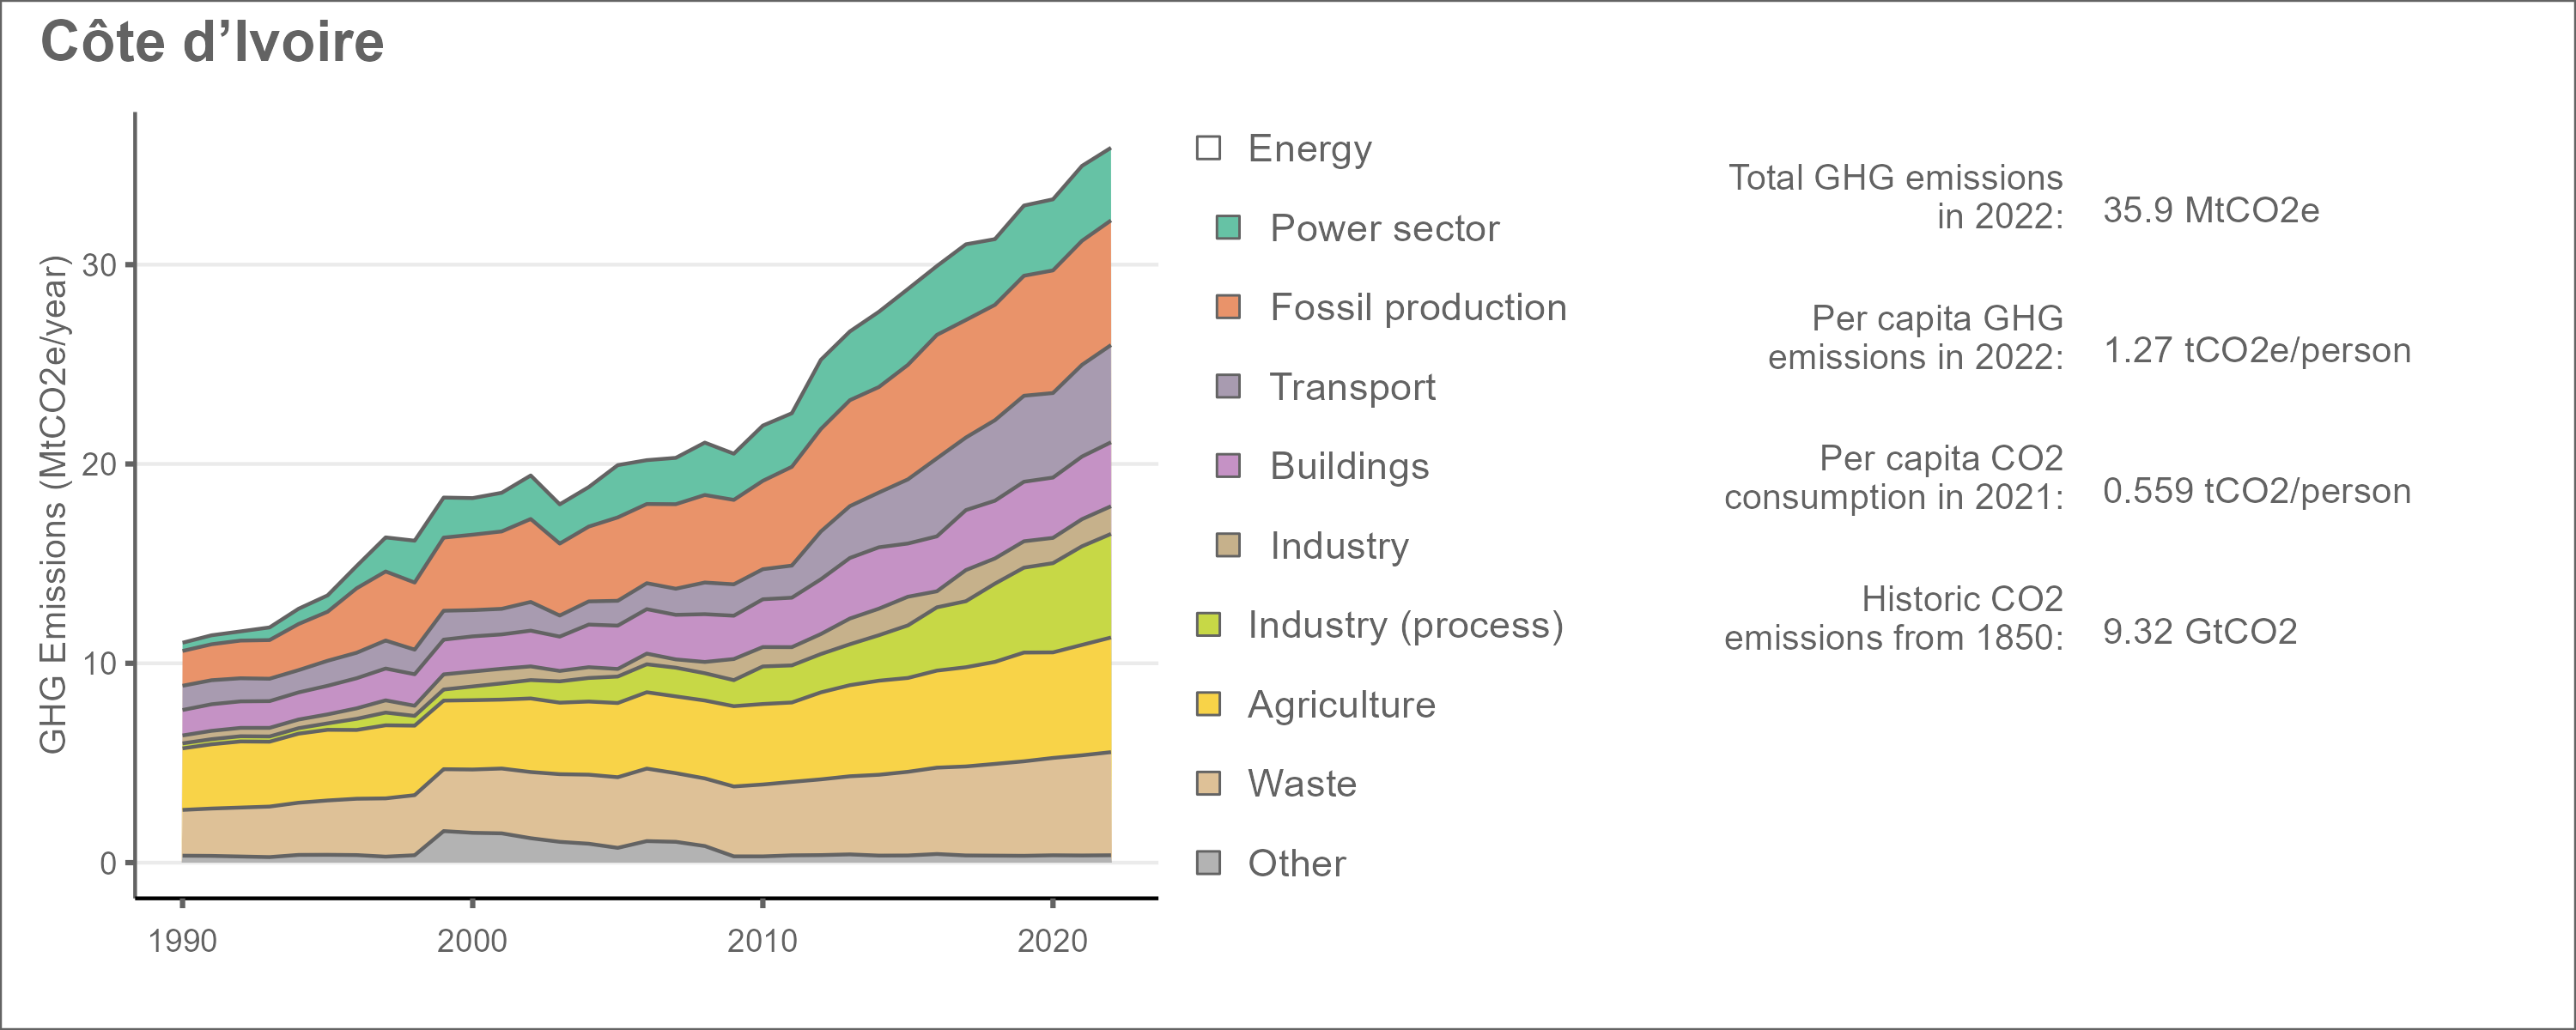 Côte d’Ivoire
GHG Emissions (MtCO2e/year)
30
20
10
0
1990
2000
2010
2020
Energy
Power sector
Fossil production
Transport
Buildings
Industry
Industry (process)
Agriculture
Waste
Other
Total GHG emissions
in 2022:
35.9 MtCO2e
Per capita GHG
emissions in 2022:
1.27 tCO2e/person
Per capita CO2
consumption in 2021:
0.559 tCO2/person
Historic CO2
emissions from 1850:
9.32 GtCO2